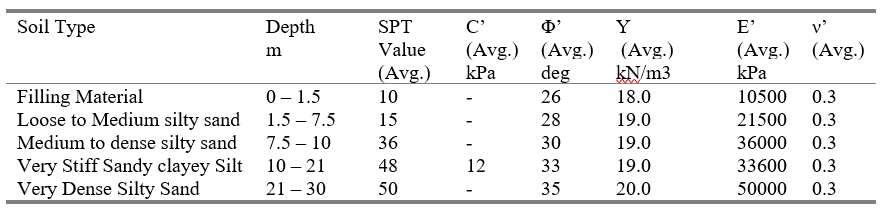 Soil Type Depth SPT C’ Φ’ Y E’ ν’
m Value (Avg.) (Avg.) (Avg.) (Avg.) (Avg.)
(Avg.) kPa deg kN/m3 kPa
Filling Material 0 – 1.5 10 - 26 18.0 10500 0.3
Loose to Medium silty sand 1.5 – 7.5 15 - 28 19.0 21500 0.3
Medium to dense silty sand 7.5 – 10 36 - 30 19.0 36000 0.3
Very Stiff Sandy clayey Silt 10 – 21 48 12 33 19.0 33600 0.3
Very Dense Silty Sand 21 – 30 50 - 35 20.0 50000 0.3